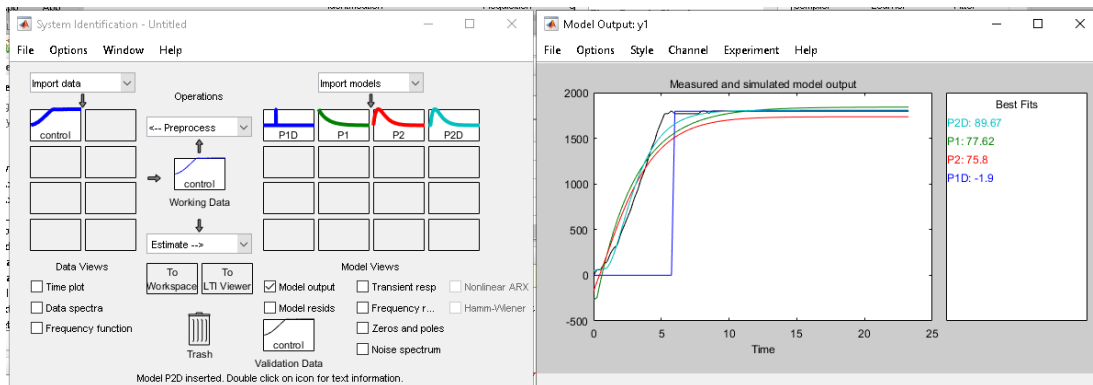 System Identification - Untitled
File Options Window Help
Import data
Import models
Operations
control
P1D P1 P2 P2D
<-- Preprocess
control
Working Data
Estimate -->
Data Views
Model Views
To Workspace
To LTI Viewer
Time plot
Data spectra
Frequency function
Model output
Model resids
Transient resp
Frequency r...
Zeros and poles
Noise spectrum
Nonlinear ARX
Hamm-Wiener
Trash
control
Validation Data
Model P2D inserted. Double click on icon for text information.
Model Output: y1
File Options Style Channel Experiment Help
Measured and simulated model output
2000
1500
1000
500
0
-500
0 5 10 15 20 25
Time
Best Fits
P2D: 89.67
P1: 77.62
P2: 75.8
P1D: -1.9